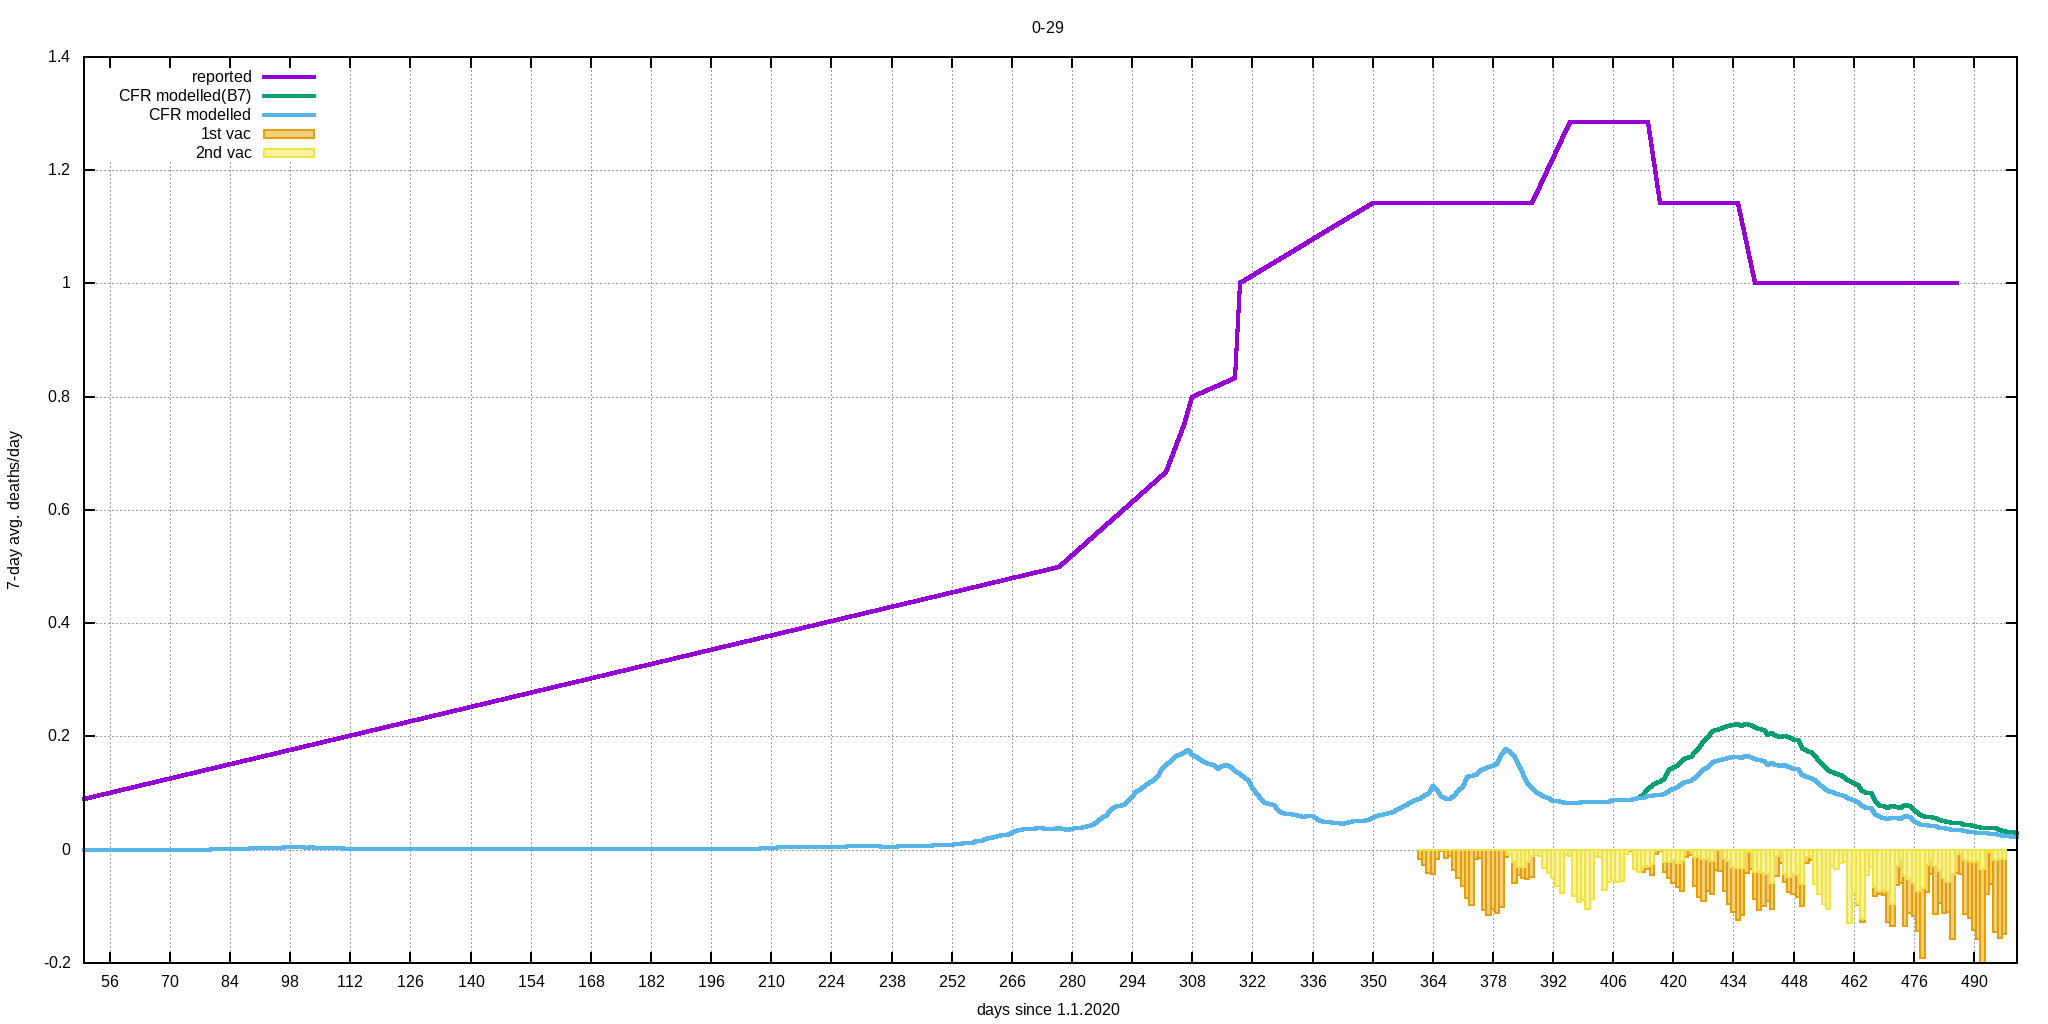 0-29
1.4
1.2
1
0.8
0.6
0.4
0.2
0
-0.2
7-day avg. deaths/day
reported
CFR modelled(B7)
CFR modelled
1st vac
2nd vac
56 70 84 98 112 126 140 154 168 182 196 210 224 238 252 266 280 294 308 322 336 350 364 378 392 406 420 434 448 462 476 490
days since 1.1.2020